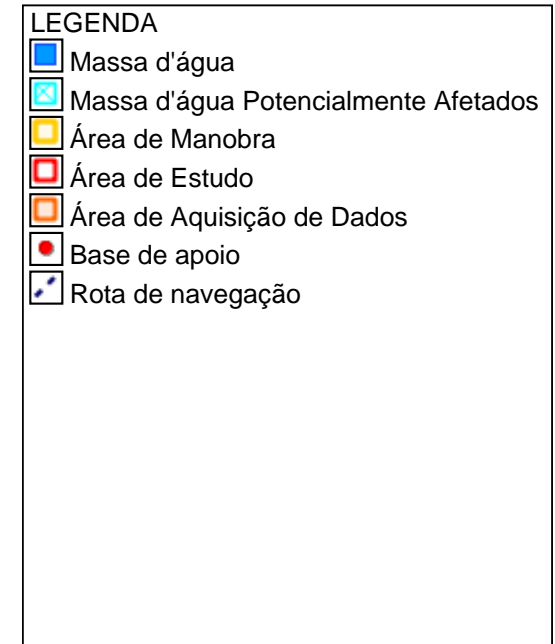 LEGENDA
Massa d'água
Massa d'água Potencialmente Afetados
Área de Manobra
Área de Estudo
Área de Aquisição de Dados
Base de apoio
Rota de navegação